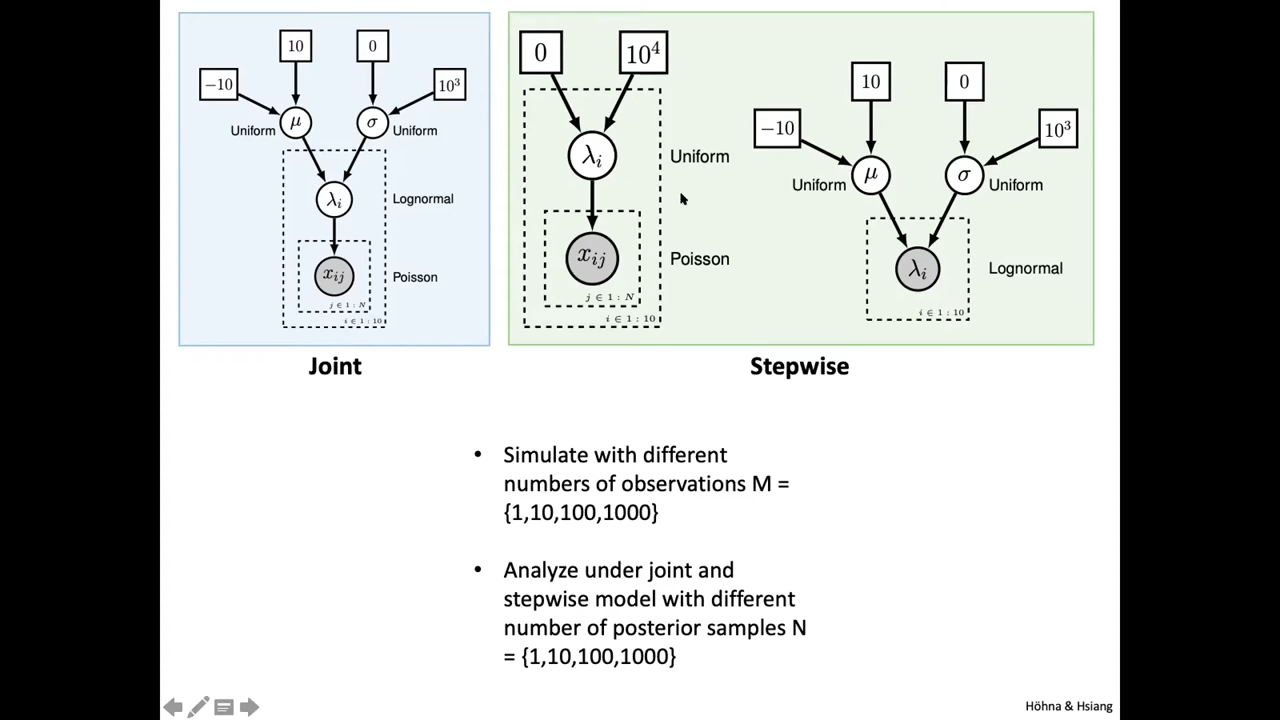 10
0
−10
10³
μ
σ
Uniform
Uniform
λᵢ
Lognormal
xᵢⱼ
Poisson
j ∈ 1 : N
i ∈ 1 : 10
Joint
0
10⁴
λᵢ
Uniform
xᵢⱼ
Poisson
j ∈ 1 : N
i ∈ 1 : 10
10
0
−10
10³
μ
σ
Uniform
Uniform
λᵢ
Lognormal
i ∈ 1 : 10
Stepwise
• Simulate with different
numbers of observations M =
{1,10,100,1000}
• Analyze under joint and
stepwise model with different
number of posterior samples N
= {1,10,100,1000}
Höhna & Hsiang